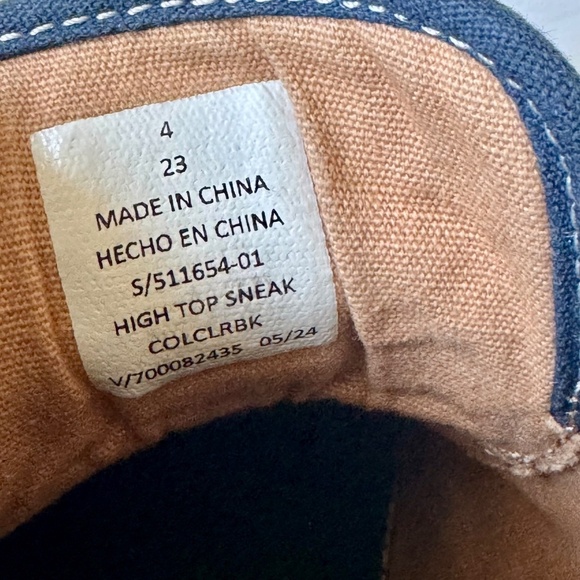 4
23
MADE IN CHINA
HECHO EN CHINA
S/511654-01
HIGH TOP SNEAK
COLCLRBK
V/700082435 05/24